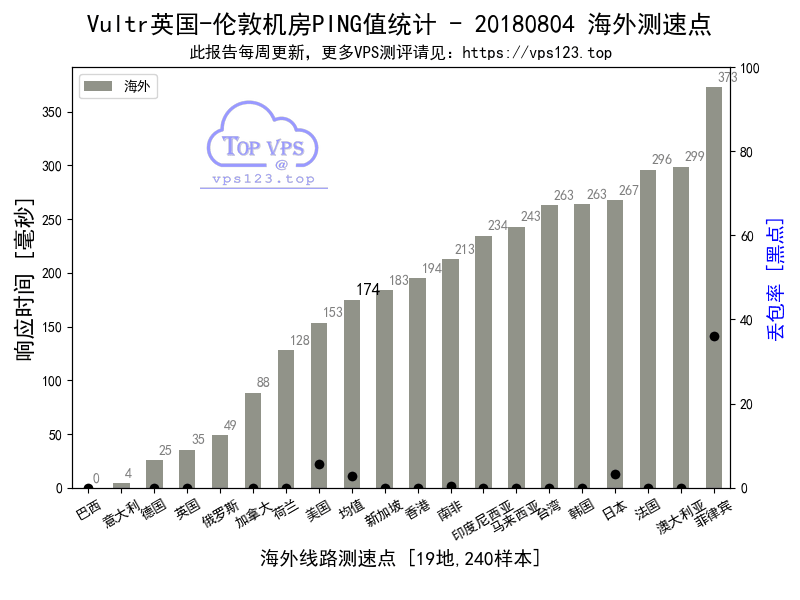 Vultr英国-伦敦机房PING值统计 - 20180804 海外测速点
此报告每周更新, 更多VPS测评请见: https://vps123.top
海外
TOP VPS
@
vps123.top
响应时间 [毫秒]
350
300
250
200
150
100
50
0
0
4
25
35
49
88
128
153
174
183
194
213
234
243
263
263
267
296
299
373
100
80
60
40
20
0
丢包率 [黑点]
巴西
意大利
德国
英国
俄罗斯
加拿大
荷兰
美国
均值
新加坡
香港
南非
印度尼西亚
马来西亚
台湾
韩国
日本
法国
澳大利亚
菲律宾
海外线路测速点 [19地,240样本]